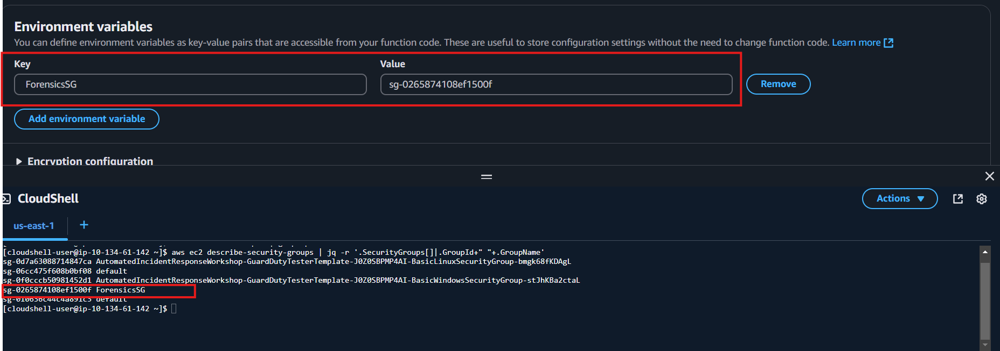 Environment variables
You can define environment variables as key-value pairs that are accessible from your function code. These are useful to store configuration settings without the need to change function code. Learn more
Key Value
ForensicsSG sg-0265874108ef1500f Remove
Add environment variable
Encryption configuration
CloudShell Actions
us-east-1 +
[cloudshell-user@ip-10-134-61-142 ~]$ aws ec2 describe-security-groups | jq -r '.SecurityGroups[]|.GroupId+" "+.GroupName'
sg-0d7a63088714847ca AutomatedIncidentResponseWorkshop-GuardDutyTesterTemplate-J0Z0SBPMP4AI-BasicLinuxSecurityGroup-bmgk68fKDAgL
sg-06cc475f608b0bf08 default
sg-0f0cccb50981452d1 AutomatedIncidentResponseWorkshop-GuardDutyTesterTemplate-J0Z0SBPMP4AI-BasicWindowsSecurityGroup-stJhKBa2ctaL
sg-0265874108ef1500f ForensicsSG
sg-010656c44c4a891c5 default
[cloudshell-user@ip-10-134-61-142 ~]$